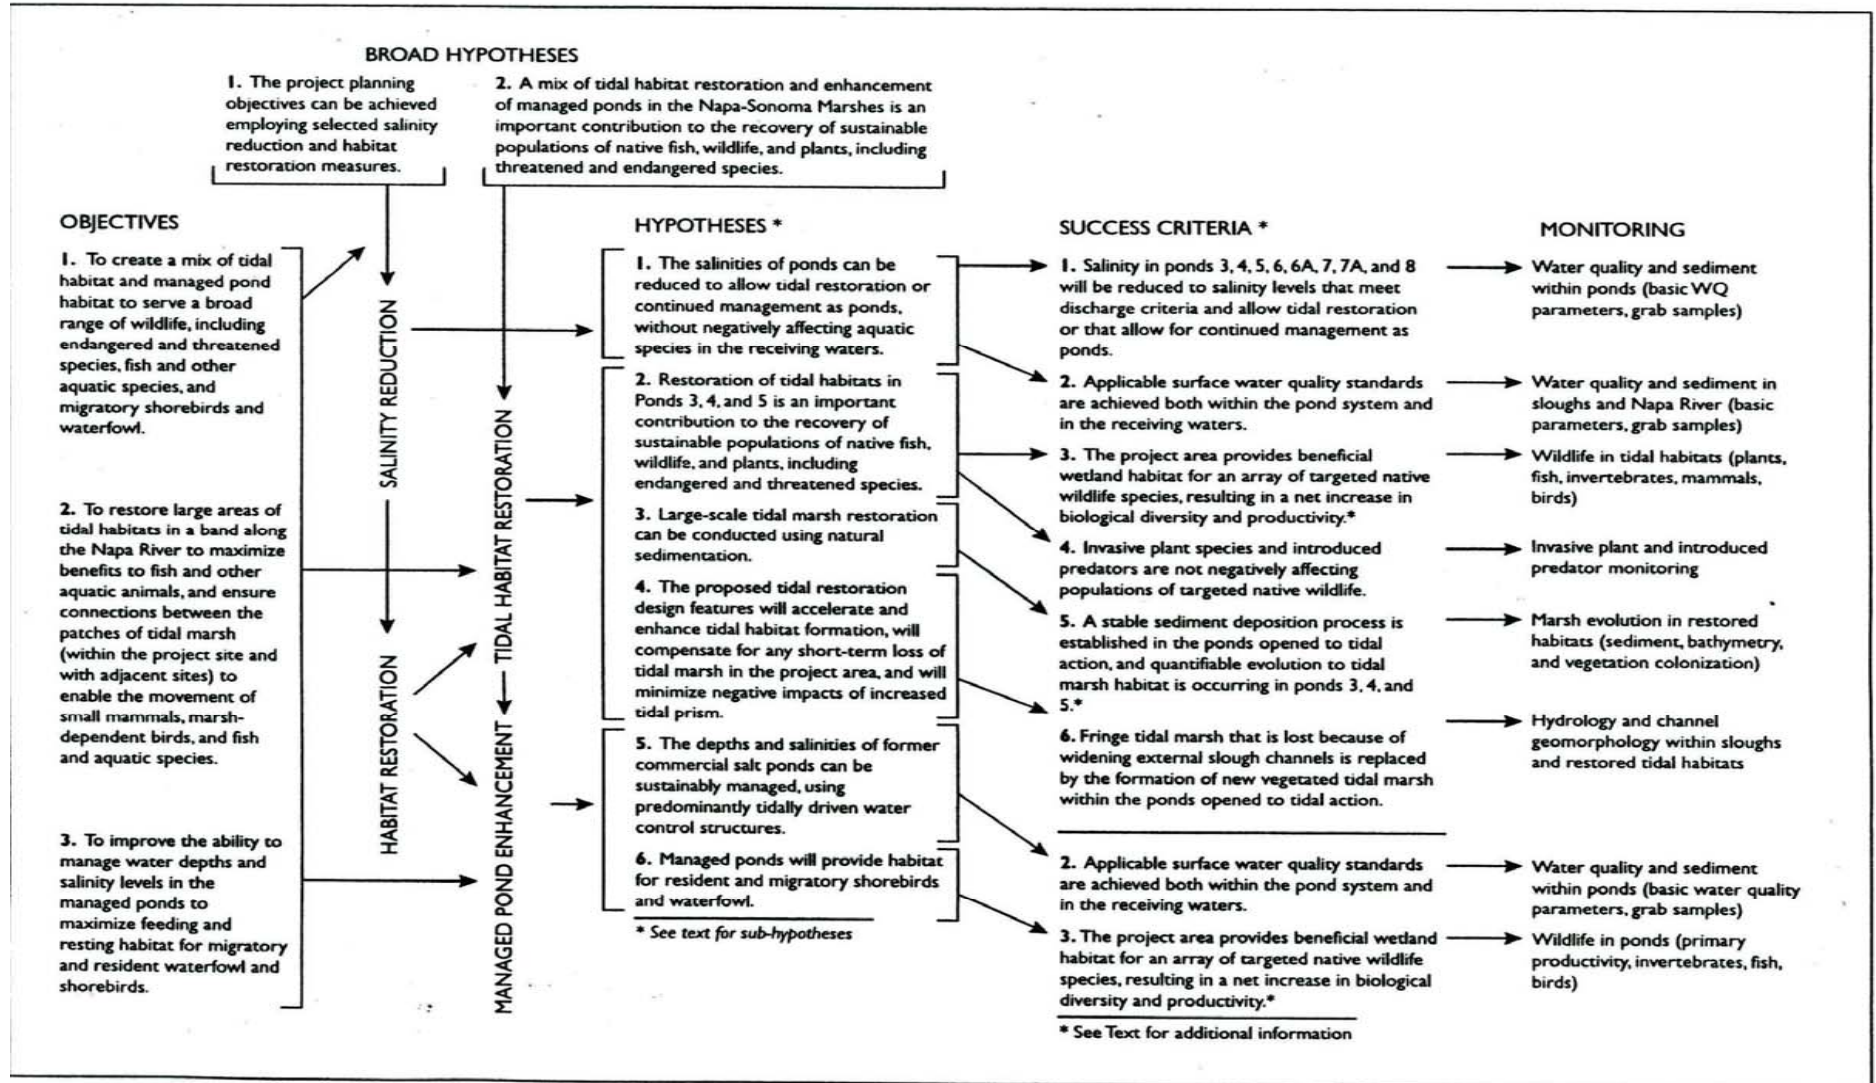 BROAD HYPOTHESES
1. The project planning
objectives can be achieved
employing selected salinity
reduction and habitat
restoration measures.
2. A mix of tidal habitat restoration and enhancement
of managed ponds in the Napa-Sonoma Marshes is an
important contribution to the recovery of sustainable
populations of native fish, wildlife, and plants, including
threatened and endangered species.
OBJECTIVES
1. To create a mix of tidal
habitat and managed pond
habitat to serve a broad
range of wildlife, including
endangered and threatened
species, fish and other
aquatic species, and
migratory shorebirds and
waterfowl.
2. To restore large areas of
tidal habitats in a band along
the Napa River to maximize
benefits to fish and other
aquatic animals, and ensure
connections between the
patches of tidal marsh
(within the project site and
with adjacent sites) to
enable the movement of
small mammals, marsh-
dependent birds, and fish
and aquatic species.
3. To improve the ability to
manage water depths and
salinity levels in the
managed ponds to
maximize feeding and
resting habitat for migratory
and resident waterfowl and
shorebirds.
SALINITY REDUCTION
HABITAT RESTORATION
TIDAL HABITAT RESTORATION
MANAGED POND ENHANCEMENT
HYPOTHESES *
1. The salinities of ponds can be
reduced to allow tidal restoration or
continued management as ponds,
without negatively affecting aquatic
species in the receiving waters.
2. Restoration of tidal habitats in
Ponds 3, 4, and 5 is an important
contribution to the recovery of
sustainable populations of native fish,
wildlife, and plants, including
endangered and threatened species.
3. Large-scale tidal marsh restoration
can be conducted using natural
sedimentation.
4. The proposed tidal restoration
design features will accelerate and
enhance tidal habitat formation, will
compensate for any short-term loss of
tidal marsh in the project area, and will
minimize negative impacts of increased
tidal prism.
5. The depths and salinities of former
commercial salt ponds can be
sustainably managed, using
predominantly tidally driven water
control structures.
6. Managed ponds will provide habitat
for resident and migratory shorebirds
and waterfowl.
* See text for sub-hypotheses
SUCCESS CRITERIA *
1. Salinity in ponds 3, 4, 5, 6, 6A, 7, 7A, and 8
will be reduced to salinity levels that meet
discharge criteria and allow tidal restoration
or that allow for continued management as
ponds.
2. Applicable surface water quality standards
are achieved both within the pond system and
in the receiving waters.
3. The project area provides beneficial
wetland habitat for an array of targeted native
wildlife species, resulting in a net increase in
biological diversity and productivity.*
4. Invasive plant species and introduced
predators are not negatively affecting
populations of targeted native wildlife.
5. A stable sediment deposition process is
established in the ponds opened to tidal
action, and quantifiable evolution to tidal
marsh habitat is occurring in ponds 3, 4, and
5.*
6. Fringe tidal marsh that is lost because of
widening external slough channels is replaced
by the formation of new vegetated tidal marsh
within the ponds opened to tidal action.
2. Applicable surface water quality standards
are achieved both within the pond system and
in the receiving waters.
3. The project area provides beneficial wetland
habitat for an array of targeted native wildlife
species, resulting in a net increase in biological
diversity and productivity.*
* See Text for additional information
MONITORING
Water quality and sediment
within ponds (basic WQ
parameters, grab samples)
Water quality and sediment in
sloughs and Napa River (basic
parameters, grab samples)
Wildlife in tidal habitats (plants,
fish, invertebrates, mammals,
birds)
Invasive plant and introduced
predator monitoring
Marsh evolution in restored
habitats (sediment, bathymetry,
and vegetation colonization)
Hydrology and channel
geomorphology within sloughs
and restored tidal habitats
Water quality and sediment
within ponds (basic water quality
parameters, grab samples)
Wildlife in ponds (primary
productivity, invertebrates, fish,
birds)